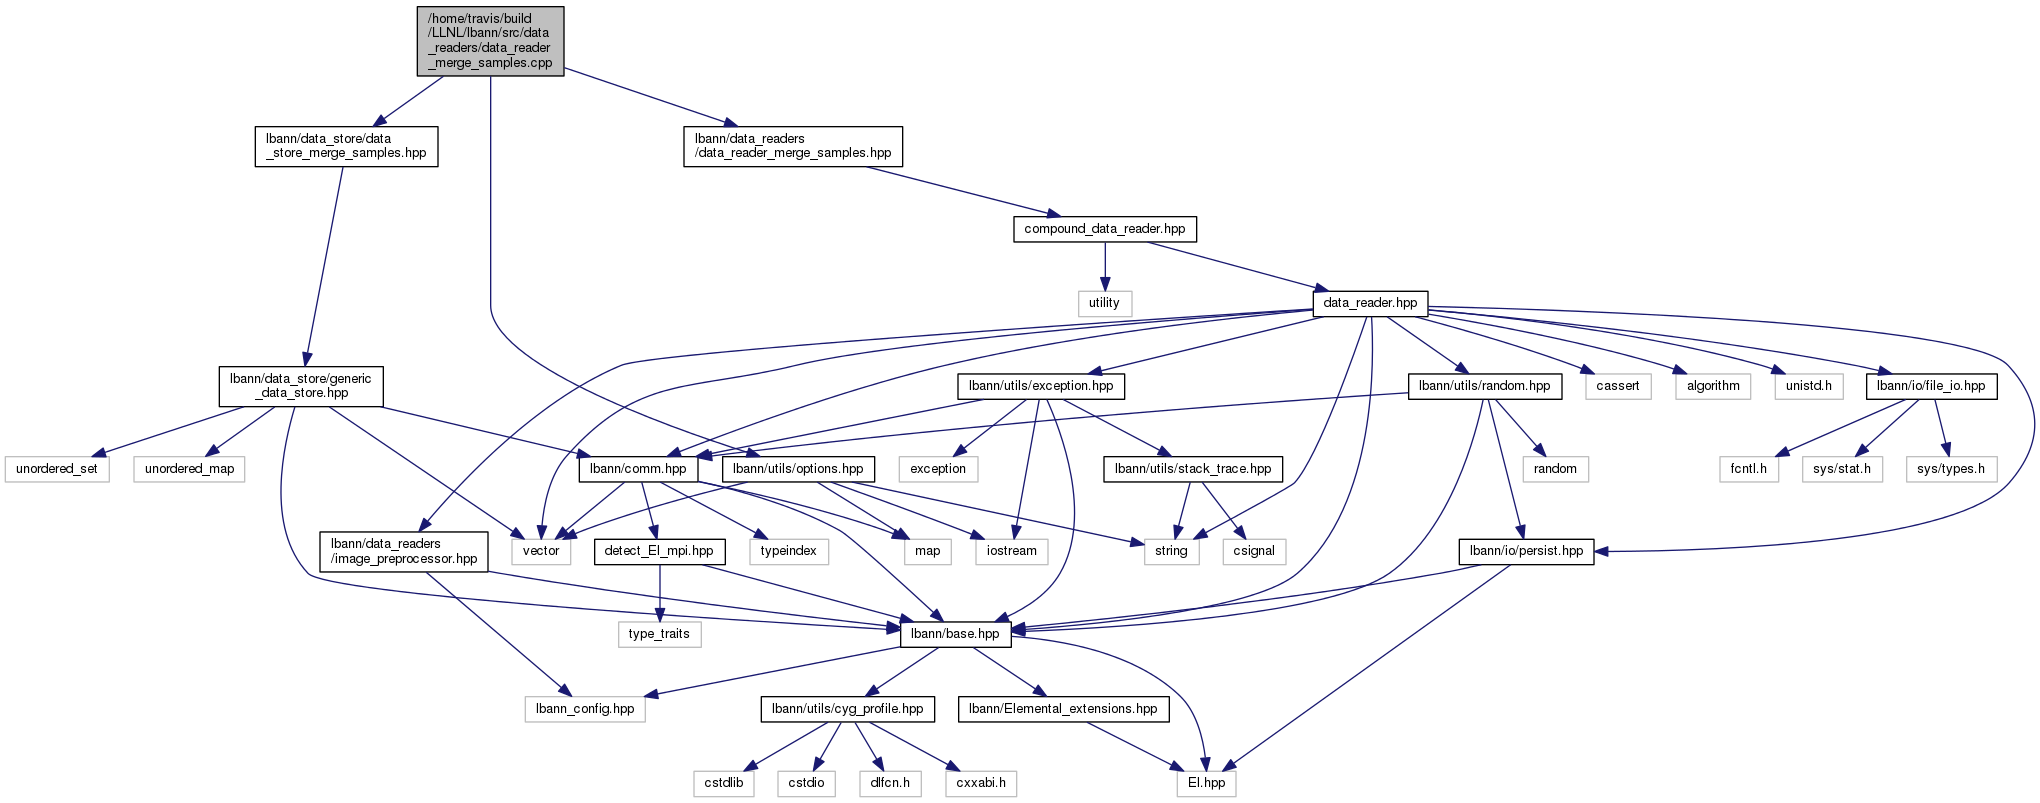 /home/travis/build
/LLNL/lbann/src/data
_readers/data_reader
_merge_samples.cpp
lbann/data_store/data
_store_merge_samples.hpp
lbann/data_readers
/data_reader_merge_samples.hpp
compound_data_reader.hpp
utility
data_reader.hpp
lbann/data_store/generic
_data_store.hpp
lbann/utils/exception.hpp
lbann/utils/random.hpp
cassert
algorithm
unistd.h
lbann/io/file_io.hpp
unordered_set
unordered_map
lbann/comm.hpp
lbann/utils/options.hpp
exception
lbann/utils/stack_trace.hpp
random
fcntl.h
sys/stat.h
sys/types.h
lbann/data_readers
/image_preprocessor.hpp
vector
detect_El_mpi.hpp
typeindex
map
iostream
string
csignal
lbann/io/persist.hpp
type_traits
lbann/base.hpp
lbann_config.hpp
lbann/utils/cyg_profile.hpp
lbann/Elemental_extensions.hpp
cstdlib
cstdio
dlfcn.h
cxxabi.h
El.hpp